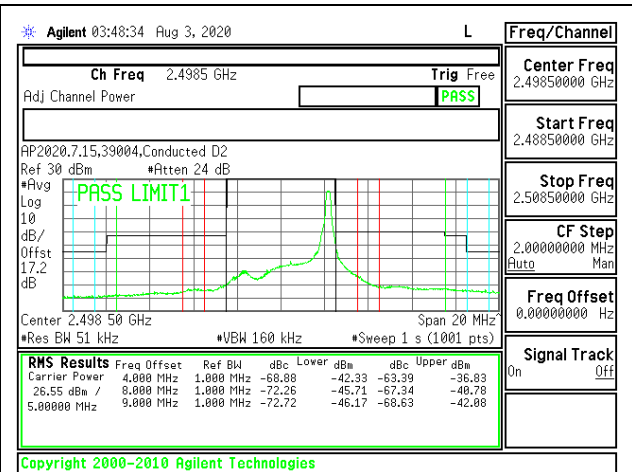 Agilent 03:48:34 Aug 3, 2020 L
Freq/Channel
Ch Freq 2.4985 GHz Trig Free
Adj Channel Power PASS
Center Freq
2.49850000 GHz
Start Freq
2.48850000 GHz
Stop Freq
2.50850000 GHz
CF Step
2.00000000 MHz
Auto Man
Freq Offset
0.00000000 Hz
Signal Track
On Off
AP2020.7.15,39004,Conducted D2
Ref 30 dBm #Atten 24 dB
#Avg
Log
10
dB/
Offst
17.2
dB
PASS LIMIT1
Center 2.498 50 GHz Span 20 MHz^
#Res BW 51 kHz #VBW 160 kHz #Sweep 1 s (1001 pts)
RMS Results Freq Offset Ref BW dBc Lower dBm dBc Upper dBm
Carrier Power 4.000 MHz 1.000 MHz -68.88 -42.33 -63.39 -36.83
26.55 dBm / 8.000 MHz 1.000 MHz -72.26 -45.71 -67.34 -40.78
5.00000 MHz 9.000 MHz 1.000 MHz -72.72 -46.17 -68.63 -42.08
Copyright 2000-2010 Agilent Technologies